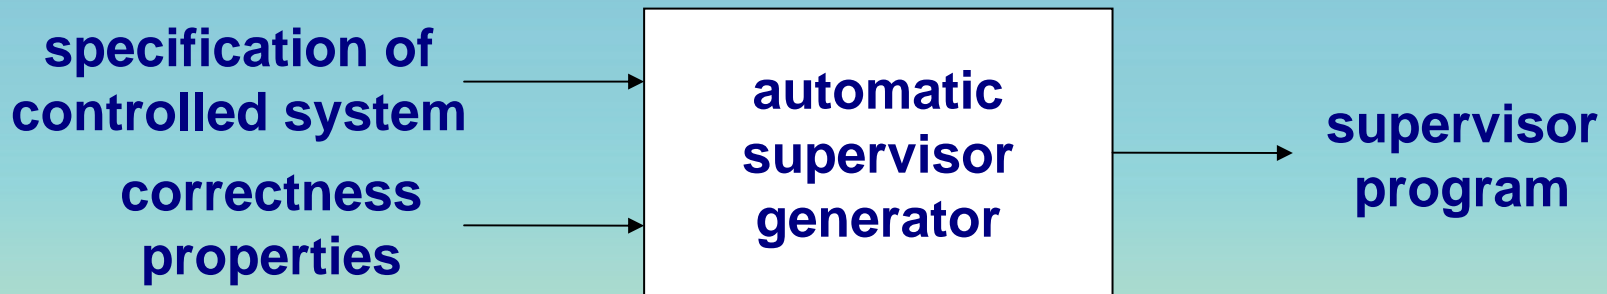 specification of
controlled system
correctness
properties
automatic
supervisor
generator
supervisor
program